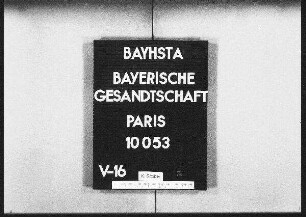 BAYHSTA
BAYERISCHE
GESANDTSCHAFT
PARIS
10053
V-16